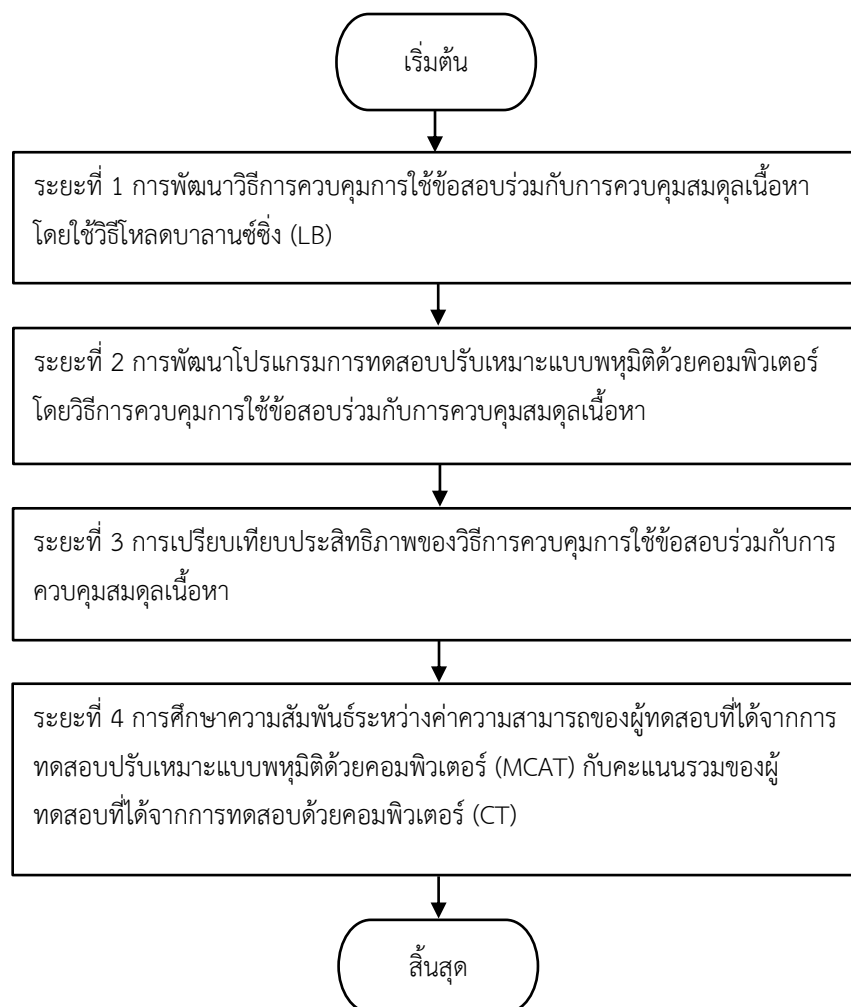 เริ่มต้น
ระยะที่ 1 การพัฒนาวิธีการควบคุมการใช้ข้อสอบร่วมกับการควบคุมสมดุลเนื้อหา
โดยใช้วิธีโหลดบาลานซ์ซิ่ง (LB)
ระยะที่ 2 การพัฒนาโปรแกรมการทดสอบปรับเหมาะแบบพหุมิติด้วยคอมพิวเตอร์
โดยวิธีการควบคุมการใช้ข้อสอบร่วมกับการควบคุมสมดุลเนื้อหา
ระยะที่ 3 การเปรียบเทียบประสิทธิภาพของวิธีการควบคุมการใช้ข้อสอบร่วมกับการ
ควบคุมสมดุลเนื้อหา
ระยะที่ 4 การศึกษาความสัมพันธ์ระหว่างค่าความสามารถของผู้ทดสอบที่ได้จากการ
ทดสอบปรับเหมาะแบบพหุมิติด้วยคอมพิวเตอร์ (MCAT) กับคะแนนรวมของผู้
ทดสอบที่ได้จากการทดสอบด้วยคอมพิวเตอร์ (CT)
สิ้นสุด